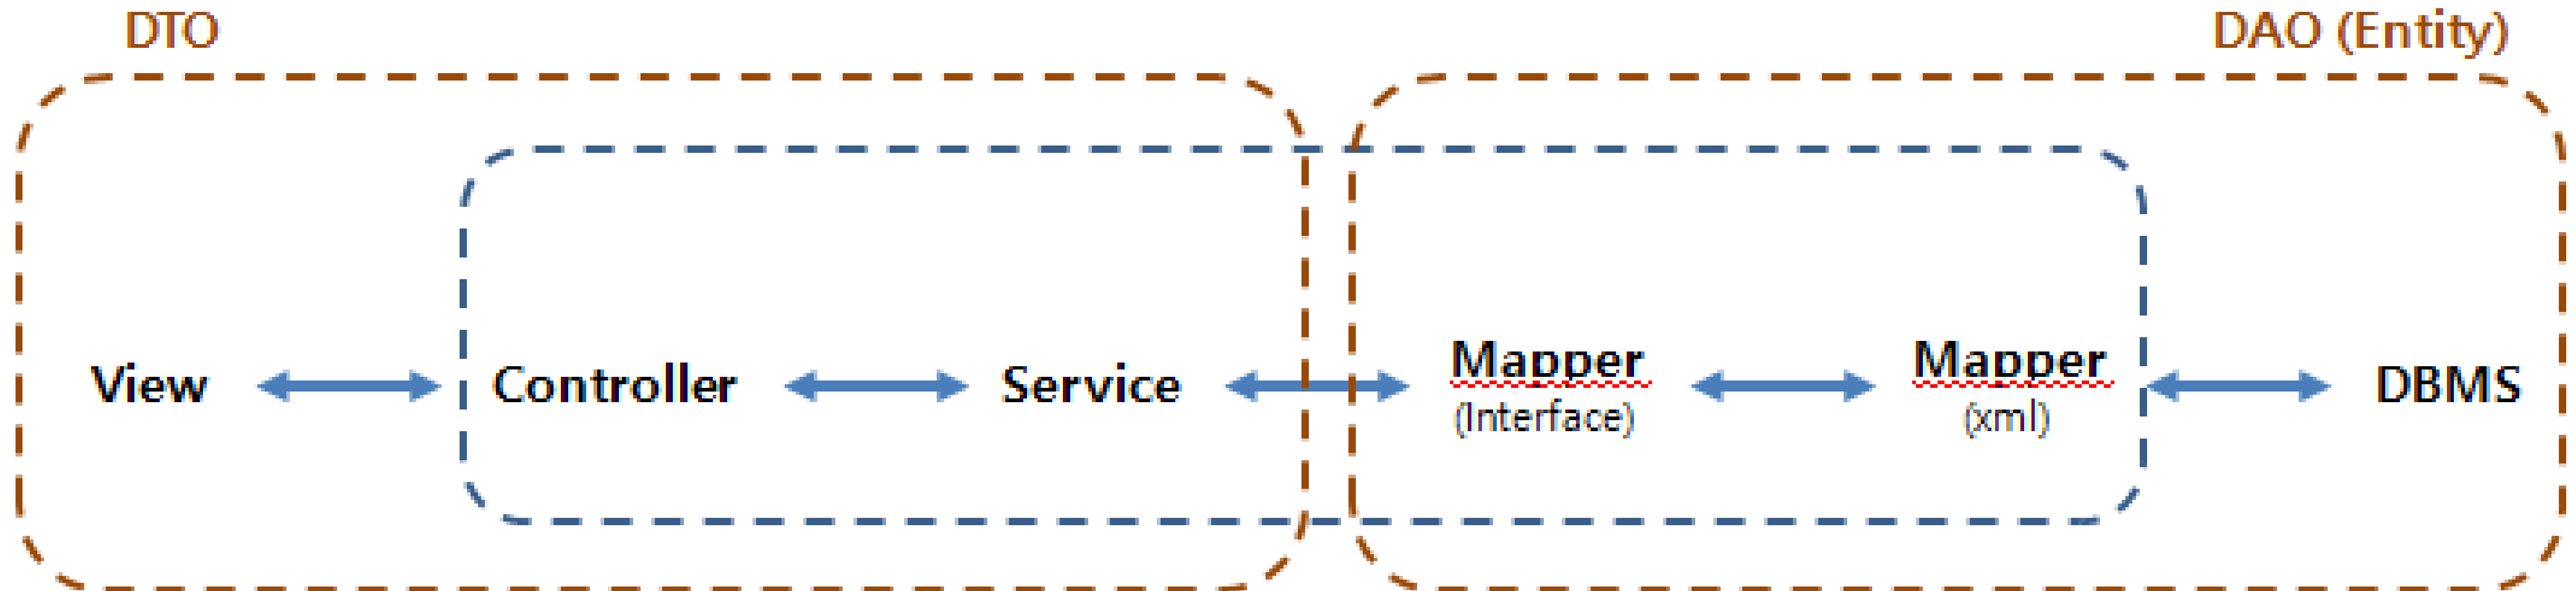 DTO
DAO (Entity)
View
Controller
Service
Mapper
(Interface)
Mapper
(xml)
DBMS